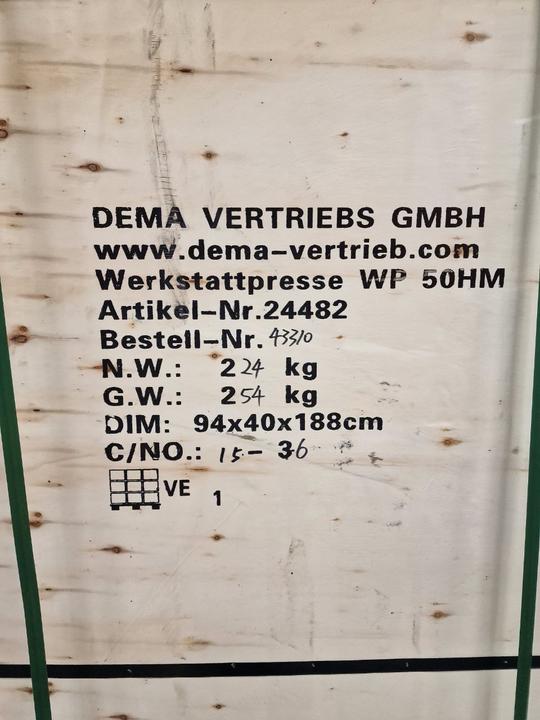 DEMA VERTRIEBS GMBH
www.dema-vertrieb.com
Werkstattpresse WP 50HM
Artikel-Nr.24482
Bestell-Nr. 43310
N.W.: 224 kg
G.W.: 254 kg
DIM: 94x40x188cm
C/NO.: 15- 36
VE 1